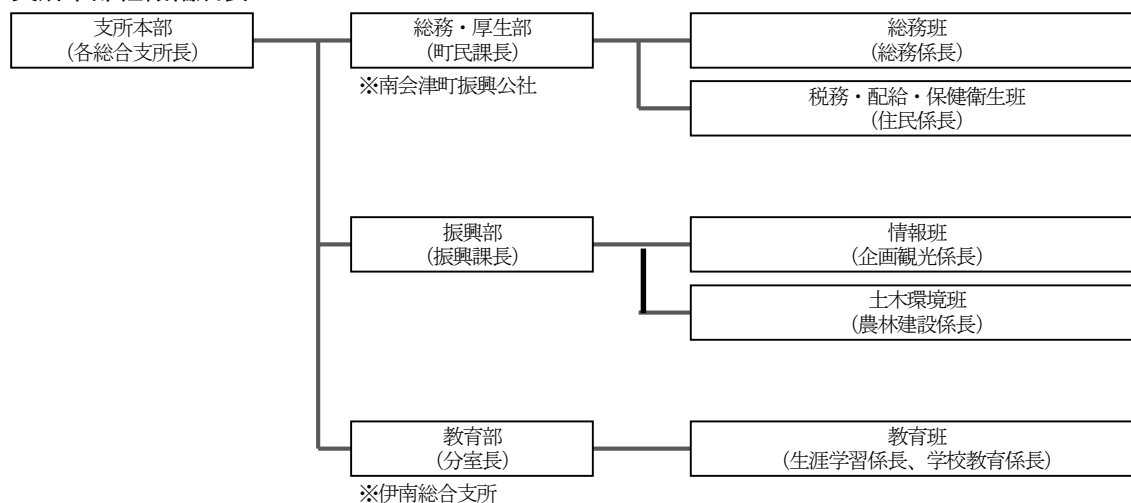 支所本部
(各総合支所長)
総務・厚生部
(町民課長)
※南会津町振興公社
総務班
(総務係長)
税務・配給・保健衛生班
(住民係長)
振興部
(振興課長)
情報班
(企画観光係長)
土木環境班
(農林建設係長)
教育部
(分室長)
※伊南総合支所
教育班
(生涯学習係長、学校教育係長)